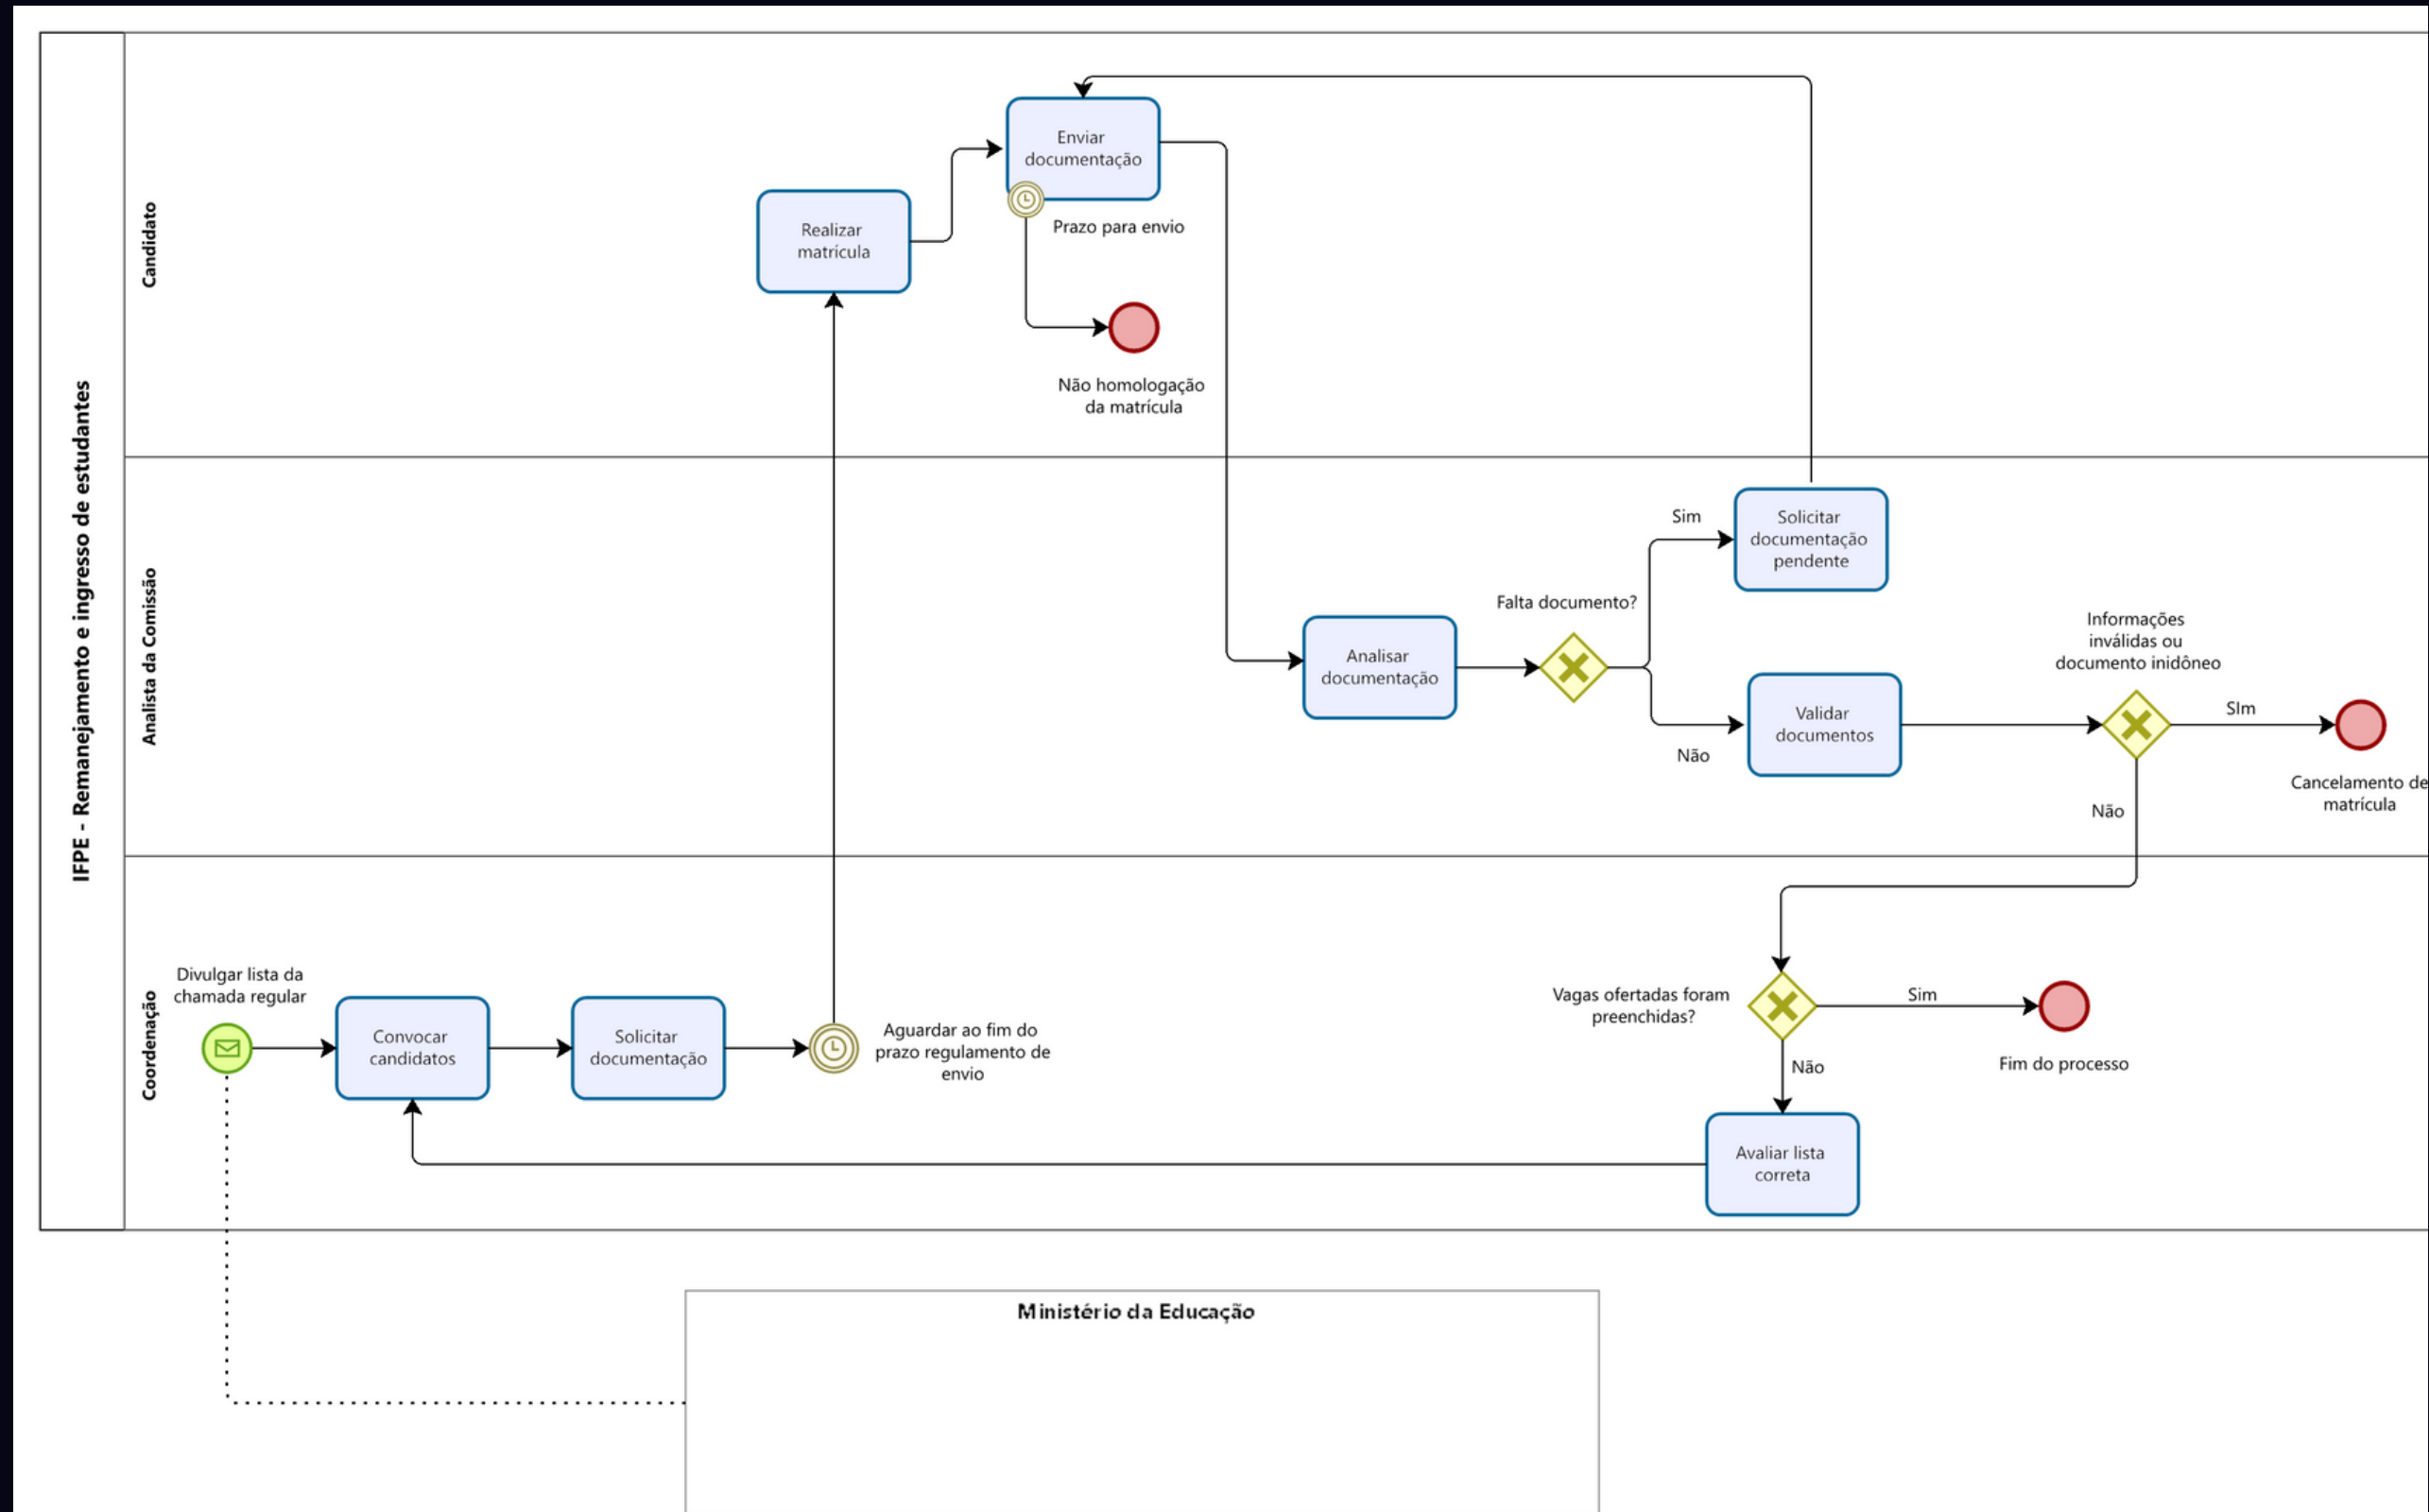 IFPE - Remanejamento e ingresso de estudantes
Candidato
Enviar
documentação
Prazo para envio
Realizar
matrícula
Não homologação
da matrícula
Analista da Comissão
Sim
Solicitar
documentação
pendente
Falta documento?
Analisar
documentação
Não
Validar
documentos
Informações
inválidas ou
documento inidôneo
SIm
Cancelamento de
matrícula
Não
Coordenação
Divulgar lista da
chamada regular
Convocar
candidatos
Solicitar
documentação
Aguardar ao fim do
prazo regulamento de
envio
Vagas ofertadas foram
preenchidas?
Sim
Fim do processo
Não
Avaliar lista
correta
Ministério da Educação